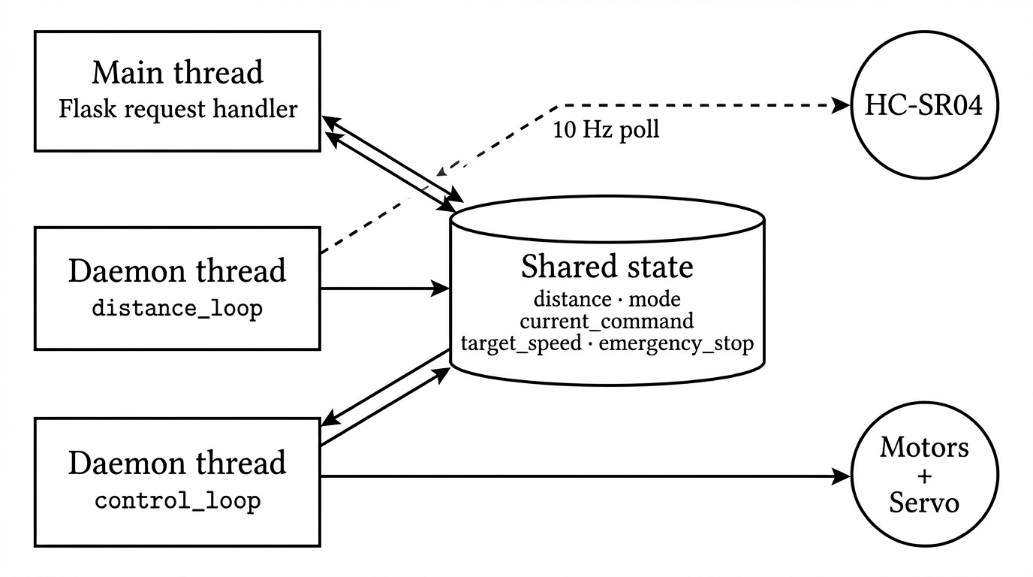 Main thread
Flask request handler
HC-SR04
10 Hz poll
Daemon thread
distance_loop
Shared state
distance · mode
current_command
target_speed · emergency_stop
Daemon thread
control_loop
Motors
+
Servo